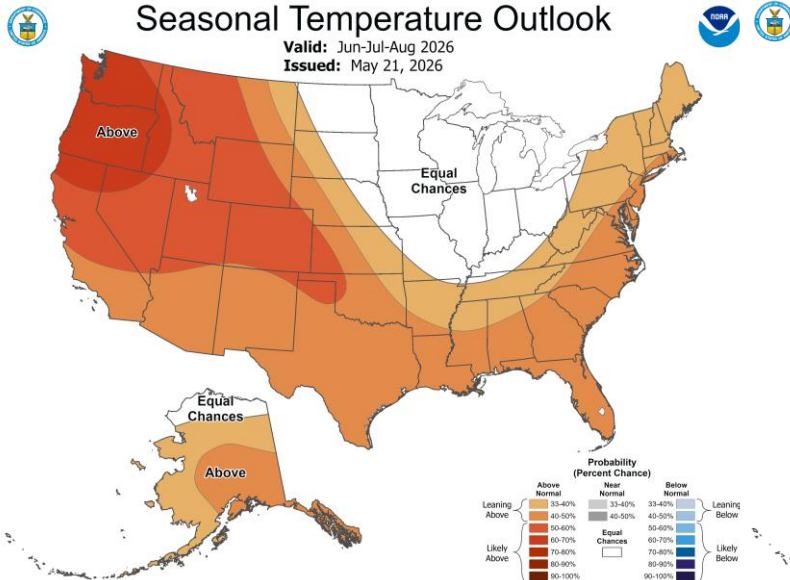 Seasonal Temperature Outlook
Valid: Jun-Jul-Aug 2026
Issued: May 21, 2026
NOAA
Above
Equal
Chances
Equal
Chances
Above
Probability
(Percent Chance)
Above
Normal
Near
Normal
Below
Normal
Leaning
Above
33-40%
40-50%
33-40%
40-50%
33-40%
40-50%
Leaning
Below
Likely
Above
50-60%
60-70%
70-80%
80-90%
90-100%
Equal
Chances
50-60%
60-70%
70-80%
80-90%
90-100%
Likely
Below